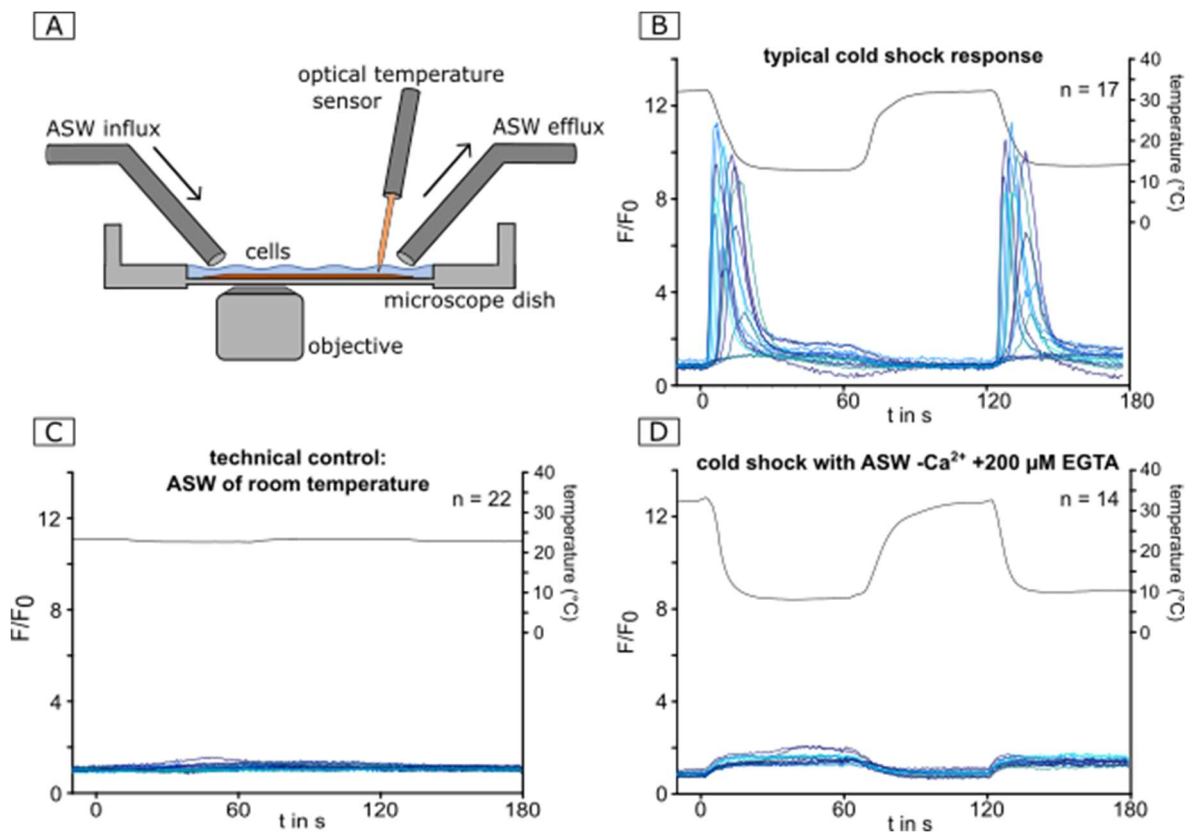 A
optical temperature
sensor
ASW influx
ASW efflux
cells
microscope dish
objective
B
typical cold shock response
n = 17
40
30
20
10
0
temperature (°C)
12
8
4
0
F/F0
0
60
120
180
t in s
C
technical control:
ASW of room temperature
n = 22
40
30
20
10
0
temperature (°C)
12
8
4
0
F/F0
0
60
120
180
t in s
D
cold shock with ASW -Ca²⁺ +200 µM EGTA
n = 14
40
30
20
10
0
temperature (°C)
12
8
4
0
F/F0
0
60
120
180
t in s